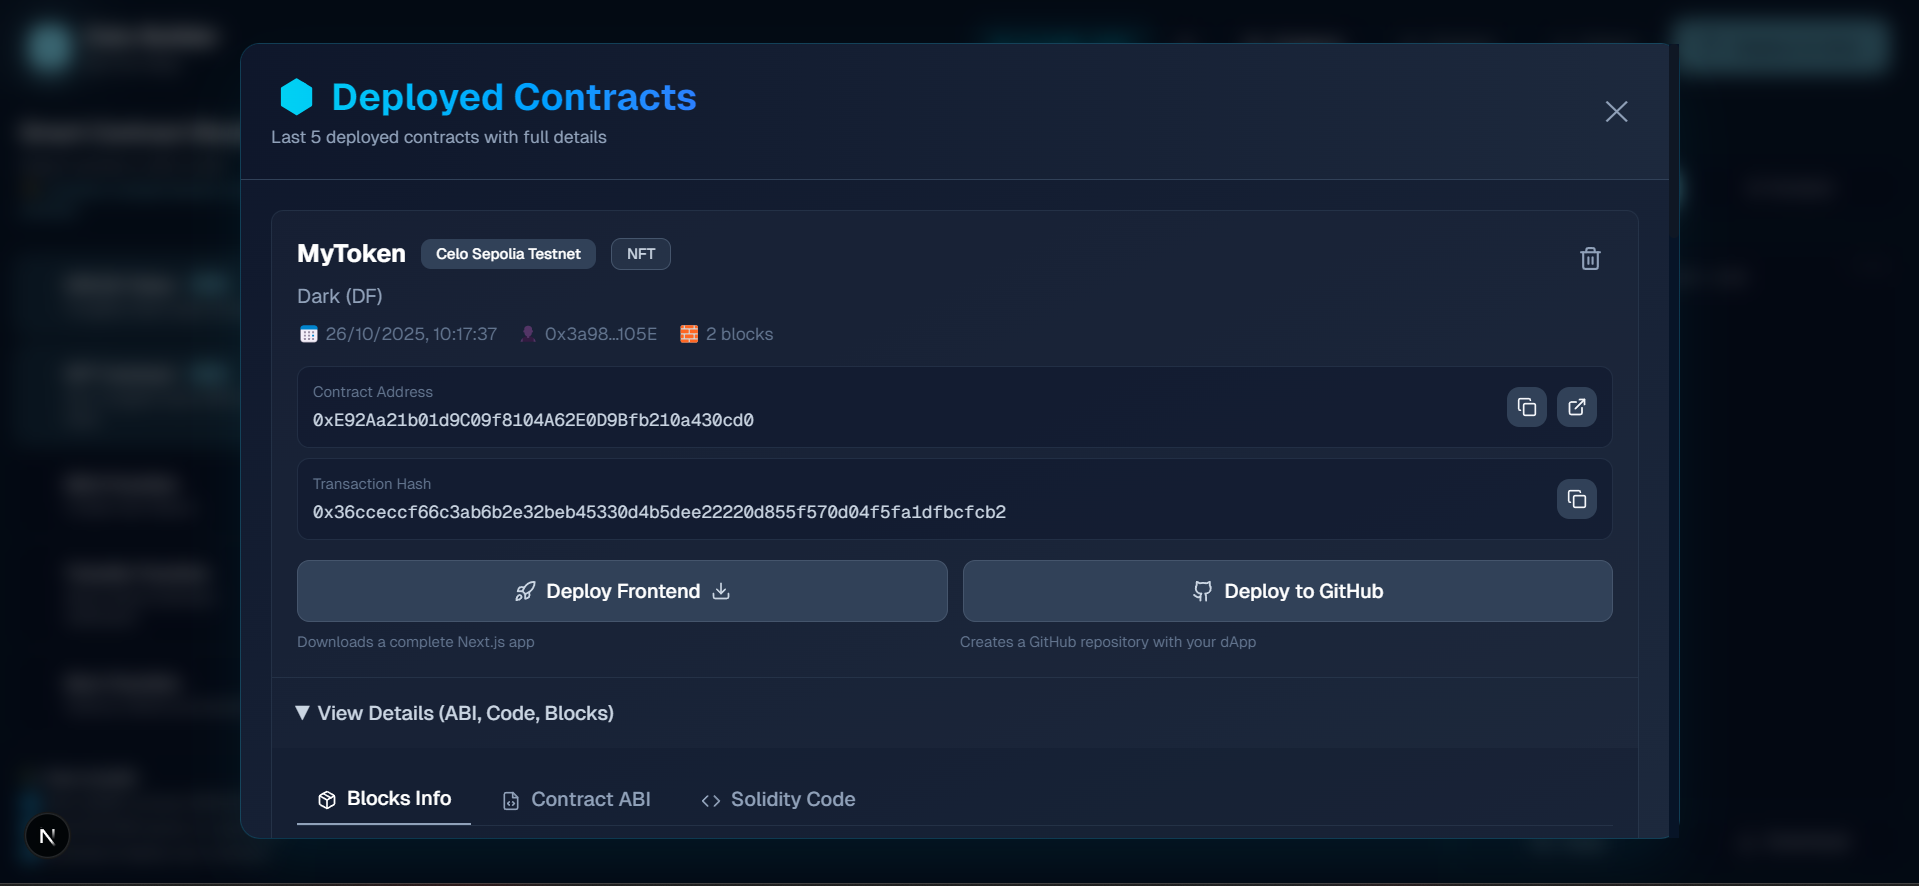 Deployed Contracts
Last 5 deployed contracts with full details
MyToken Celo Sepolia Testnet NFT
Dark (DF)
26/10/2025, 10:17:37 0x3a98...105E 2 blocks
Contract Address
0xE92Aa21b01d9C09f8104A62E0D9Bfb210a430cd0
Transaction Hash
0x36cceccf66c3ab6b2e32beb45330d4b5dee22220d855f570d04f5fa1dfbcfcb2
Deploy Frontend Deploy to GitHub
Downloads a complete Next.js app Creates a GitHub repository with your dApp
▼ View Details (ABI, Code, Blocks)
Blocks Info Contract ABI Solidity Code
N